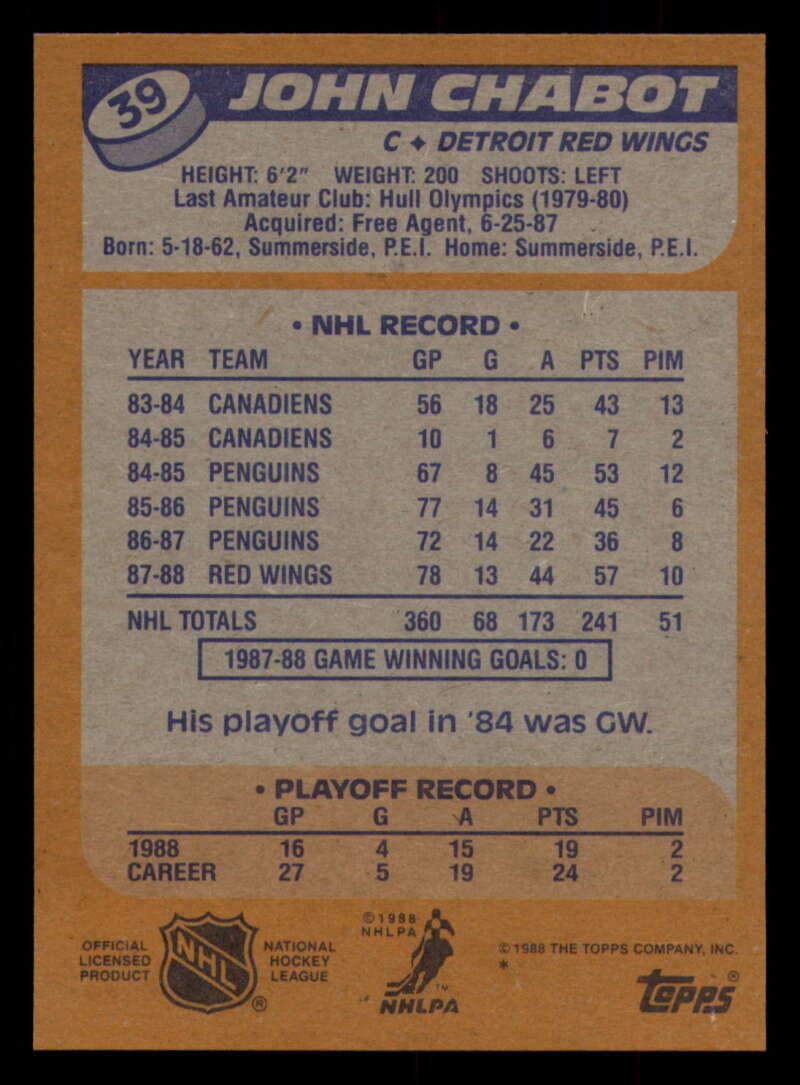 39 JOHN CHABOT
C ♦ DETROIT RED WINGS
HEIGHT: 6'2" WEIGHT: 200 SHOOTS: LEFT
Last Amateur Club: Hull Olympics (1979-80)
Acquired: Free Agent, 6-25-87
Born: 5-18-62, Summerside, P.E.I. Home: Summerside, P.E.I.
• NHL RECORD •
YEAR TEAM GP G A PTS PIM
83-84 CANADIENS 56 18 25 43 13
84-85 CANADIENS 10 1 6 7 2
84-85 PENGUINS 67 8 45 53 12
85-86 PENGUINS 77 14 31 45 6
86-87 PENGUINS 72 14 22 36 8
87-88 RED WINGS 78 13 44 57 10
NHL TOTALS 360 68 173 241 51
1987-88 GAME WINNING GOALS: 0
His playoff goal in '84 was GW.
• PLAYOFF RECORD •
GP G A PTS PIM
1988 16 4 15 19 2
CAREER 27 5 19 24 2
OFFICIAL
LICENSED
PRODUCT
NHL ®
NATIONAL
HOCKEY
LEAGUE
©1988
NHLPA
TM
NHLPA
© 1988 THE TOPPS COMPANY, INC.
*
topps ®